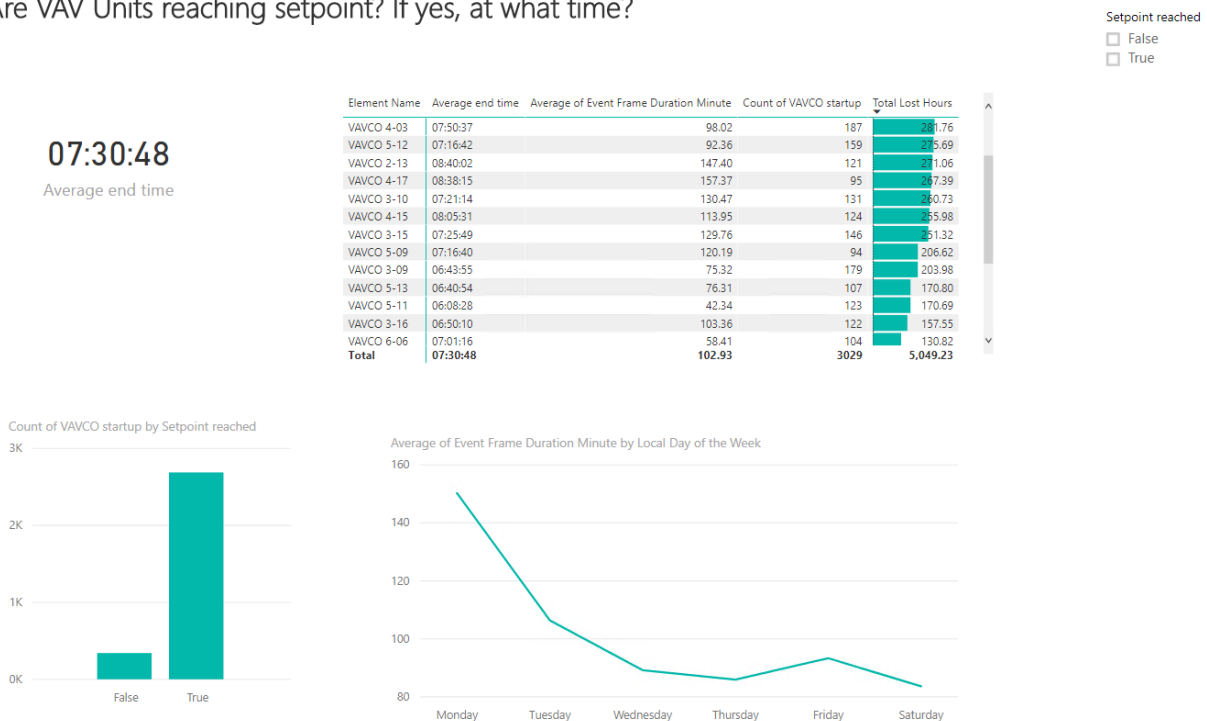 Are VAV Units reaching setpoint? If yes, at what time?
Setpoint reached
False
True
07:30:48
Average end time
Element Name Average end time Average of Event Frame Duration Minute Count of VAVCO startup Total Lost Hours
VAVCO 4-03 07:50:37 98.02 187 281.76
VAVCO 5-12 07:16:42 92.36 159 275.69
VAVCO 2-13 08:40:02 147.40 121 271.06
VAVCO 4-17 08:38:15 157.37 95 267.39
VAVCO 3-10 07:21:14 130.47 131 260.73
VAVCO 4-15 08:05:31 113.95 124 255.98
VAVCO 3-15 07:25:49 129.76 146 251.32
VAVCO 5-09 07:16:40 120.19 94 206.62
VAVCO 3-09 06:43:55 75.32 179 203.98
VAVCO 5-13 06:40:54 76.31 107 170.80
VAVCO 5-11 06:08:28 42.34 123 170.69
VAVCO 3-16 06:50:10 103.36 122 157.55
VAVCO 6-06 07:01:16 58.41 104 130.82
Total 07:30:48 102.93 3029 5,049.23
Count of VAVCO startup by Setpoint reached
3K
2K
1K
0K
False True
Average of Event Frame Duration Minute by Local Day of the Week
160
140
120
100
80
Monday Tuesday Wednesday Thursday Friday Saturday